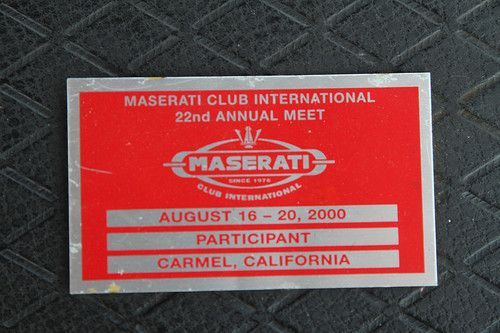 MASERATI CLUB INTERNATIONAL
22nd ANNUAL MEET
MASERATI
SINCE 1976
CLUB INTERNATIONAL
AUGUST 16 – 20, 2000
PARTICIPANT
CARMEL, CALIFORNIA